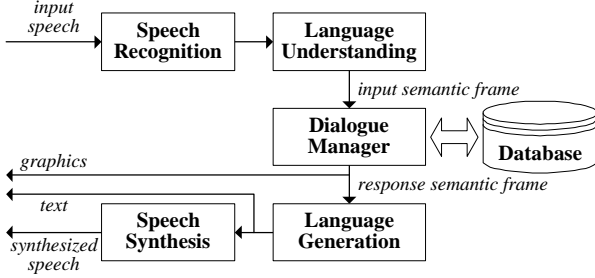 input
speech
Speech
Recognition
Language
Understanding
input semantic frame
Dialogue
Manager
Database
graphics
response semantic frame
text
Speech
Synthesis
Language
Generation
synthesized
speech